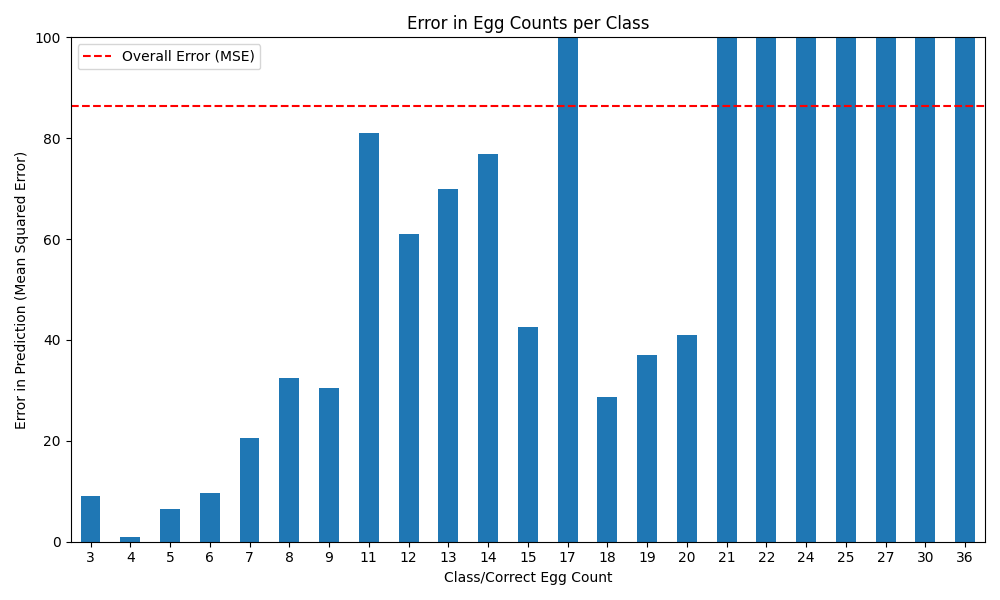 Error in Egg Counts per Class
Overall Error (MSE)
Error in Prediction (Mean Squared Error)
100
80
60
40
20
0
3 4 5 6 7 8 9 11 12 13 14 15 17 18 19 20 21 22 24 25 27 30 36
Class/Correct Egg Count